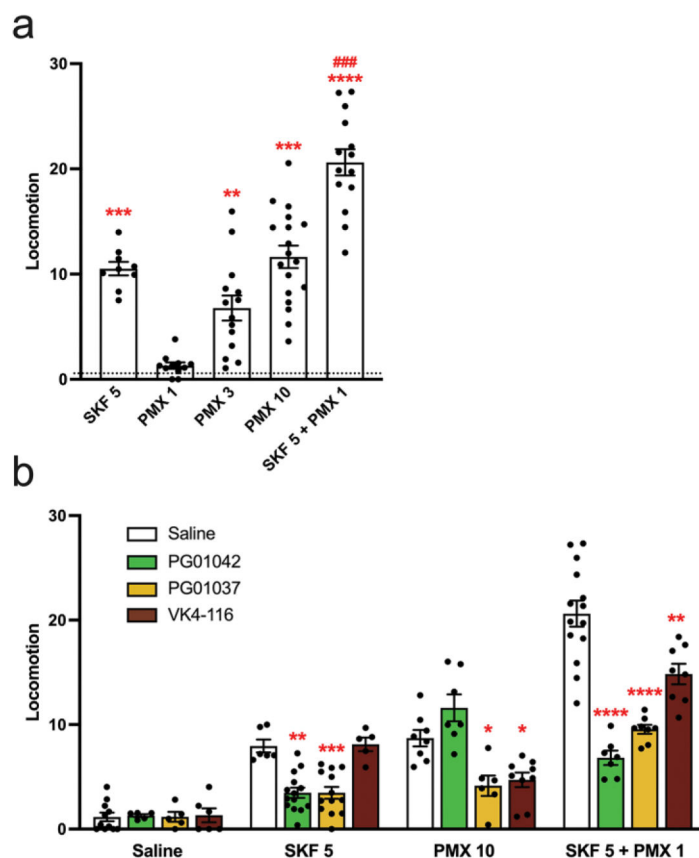 a
###
****
30
***
***
20
**
Locomotion
10
0
SKF 5
PMX 1
PMX 3
PMX 10
SKF 5 + PMX 1
b
30
Saline
PG01042
PG01037
VK4-116
20
**
Locomotion
****
****
10
**
***
*
*
0
Saline
SKF 5
PMX 10
SKF 5 + PMX 1